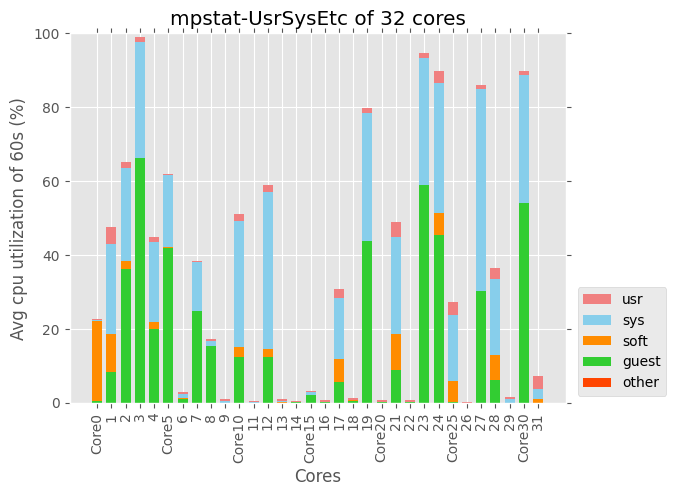 mpstat-UsrSysEtc of 32 cores
100
80
60
40
20
0
Avg cpu utilization of 60s (%)
Core0 1 2 3 4 Core5 6 7 8 9 Core10 11 12 13 14 Core15 16 17 18 19 Core20 21 22 23 24 Core25 26 27 28 29 Core30 31
Cores
usr
sys
soft
guest
other